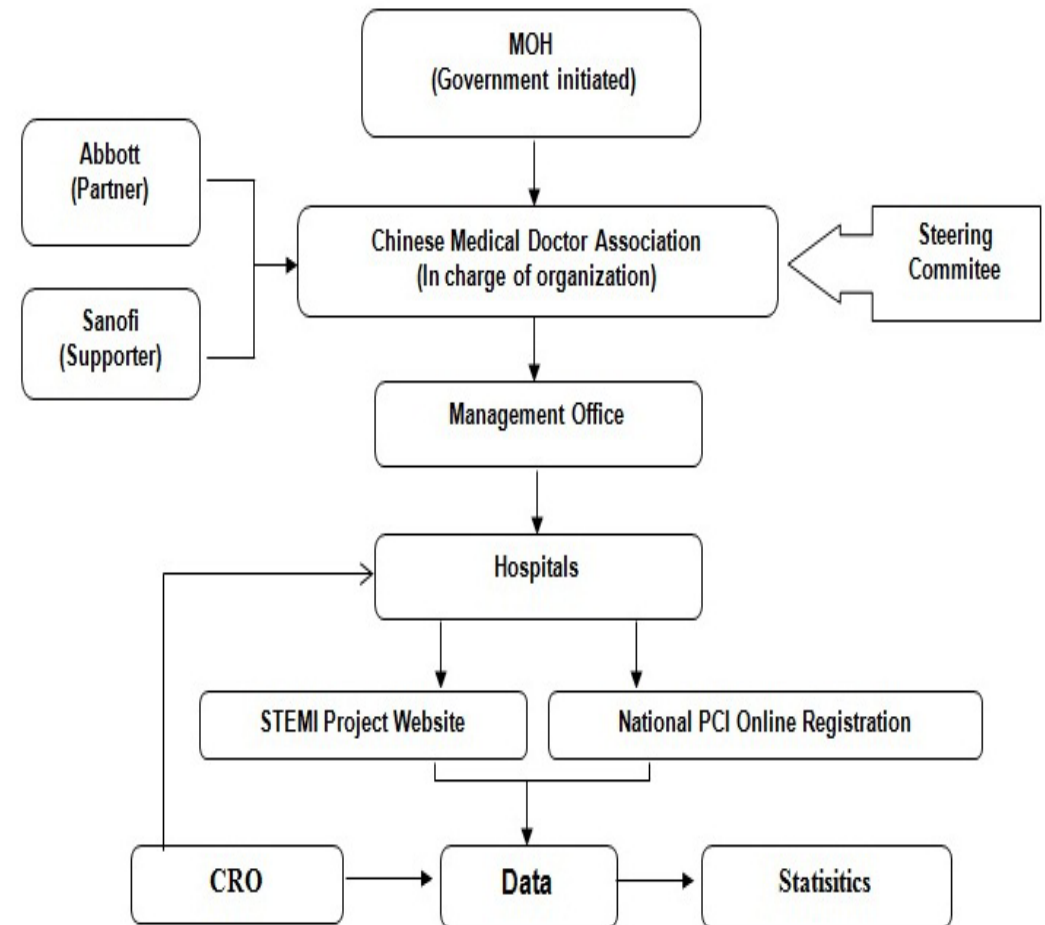 MOH
(Government initiated)
Abbott
(Partner)
Chinese Medical Doctor Association
(In charge of organization)
Steering
Commitee
Sanofi
(Supporter)
Management Office
Hospitals
STEMI Project Website
National PCI Online Registration
CRO
Data
Statisitics